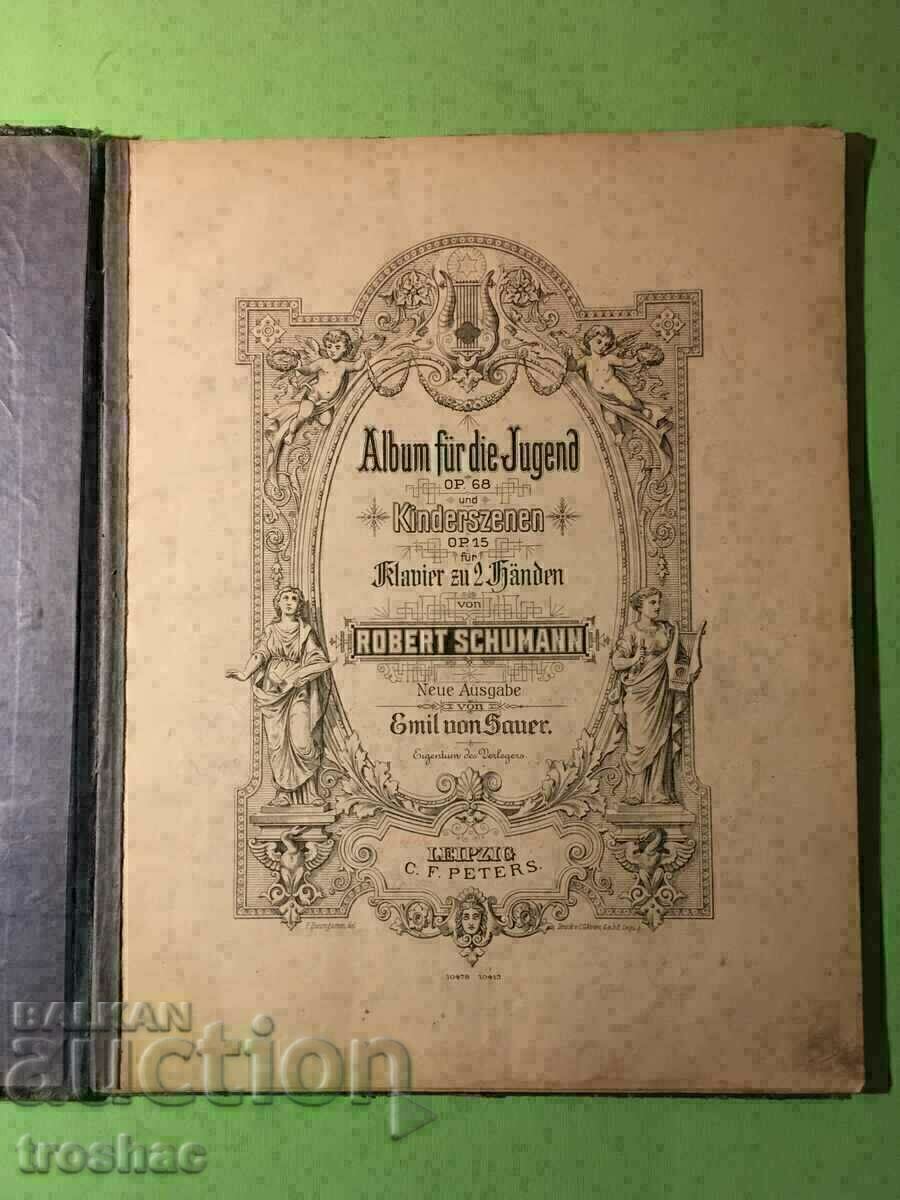 Album für die Jugend
OP. 68
und
Kinderszenen
OP. 15
für
Klavier zu 2 Händen
von
ROBERT SCHUMANN
Neue Ausgabe
von
Emil von Sauer.
Eigentum des Verlegers.
LEIPZIG
C. F. PETERS.
BALKAN
auction
troshac